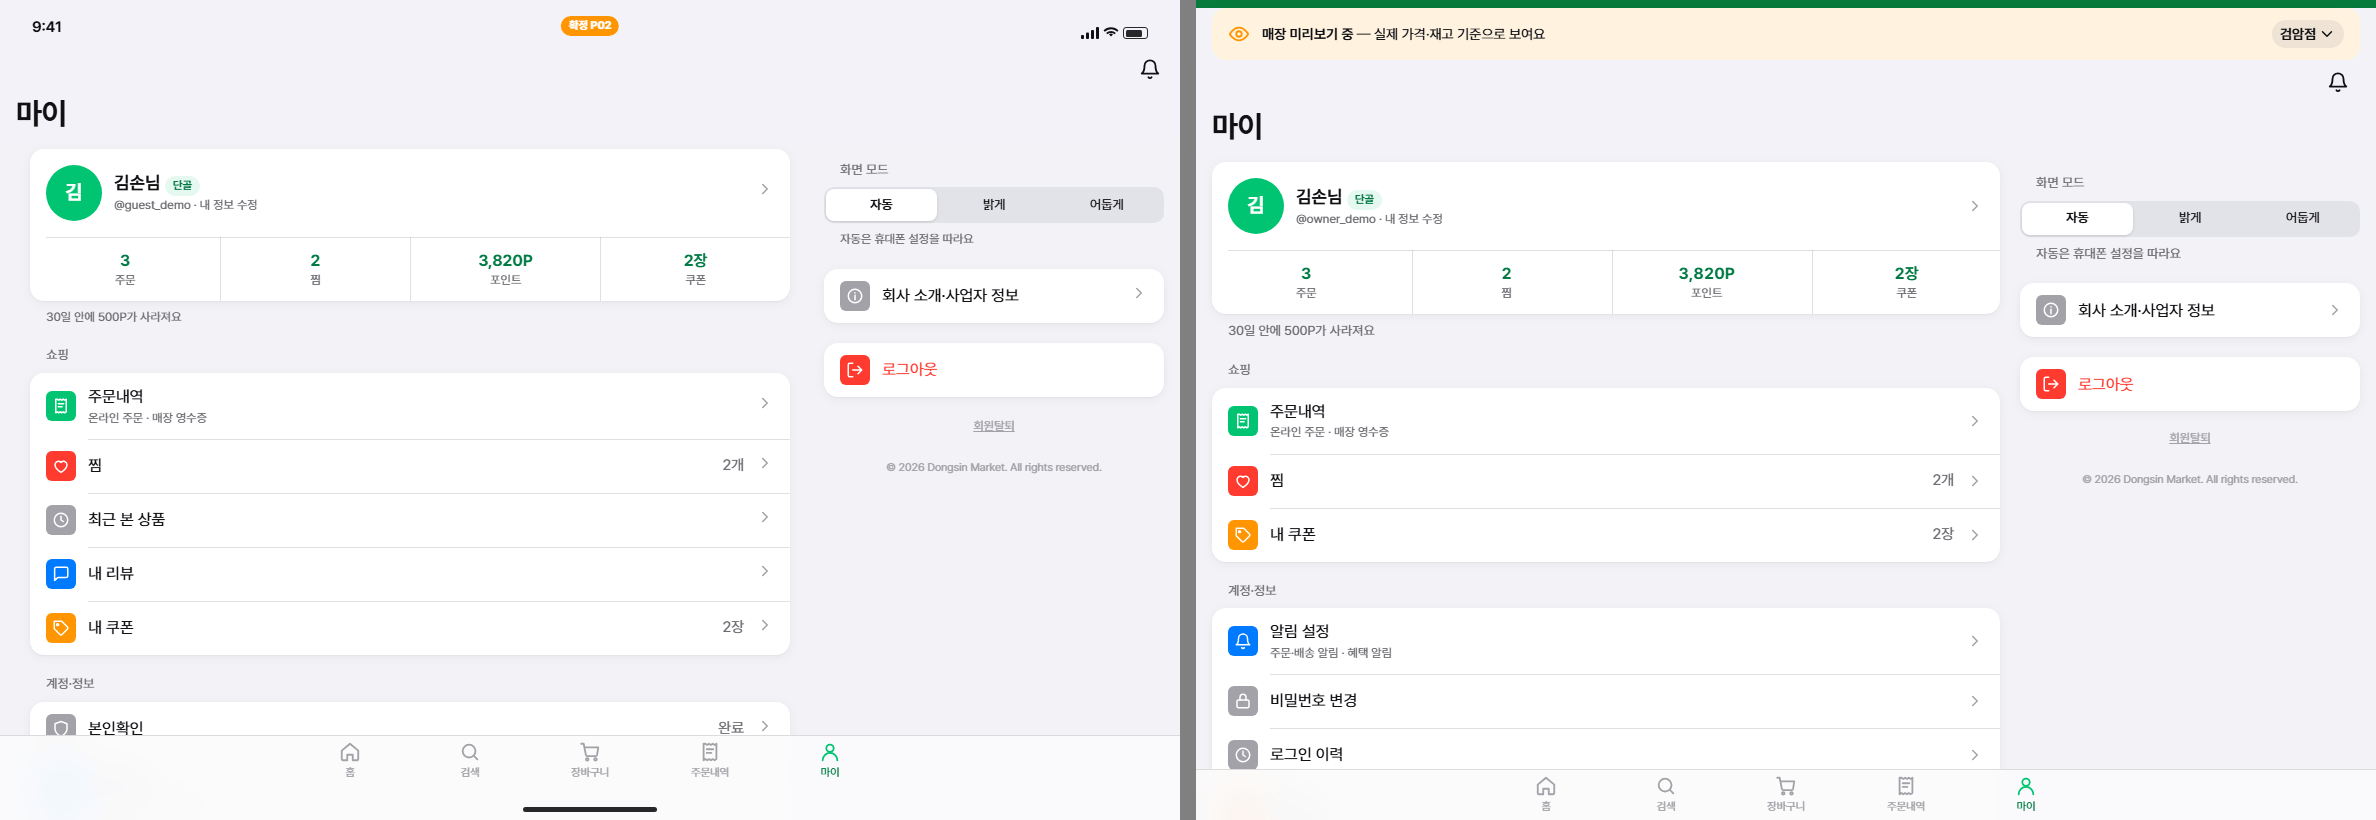 9:41
확정 P02
마이
김
김손님 단골
@guest_demo · 내 정보 수정
3
주문
2
찜
3,820P
포인트
2장
쿠폰
30일 안에 500P가 사라져요
쇼핑
주문내역
온라인 주문 · 매장 영수증
찜
2개
최근 본 상품
내 리뷰
내 쿠폰
2장
계정·정보
본인확인
완료
화면 모드
자동
밝게
어둡게
자동은 휴대폰 설정을 따라요
회사 소개·사업자 정보
로그아웃
회원탈퇴
© 2026 Dongsin Market. All rights reserved.
홈
검색
장바구니
주문내역
마이
매장 미리보기 중 — 실제 가격·재고 기준으로 보여요
검암점
마이
김
김손님 단골
@owner_demo · 내 정보 수정
3
주문
2
찜
3,820P
포인트
2장
쿠폰
30일 안에 500P가 사라져요
쇼핑
주문내역
온라인 주문 · 매장 영수증
찜
2개
내 쿠폰
2장
계정·정보
알림 설정
주문·배송 알림 · 혜택 알림
비밀번호 변경
로그인 이력
화면 모드
자동
밝게
어둡게
자동은 휴대폰 설정을 따라요
회사 소개·사업자 정보
로그아웃
회원탈퇴
© 2026 Dongsin Market. All rights reserved.
홈
검색
장바구니
주문내역
마이